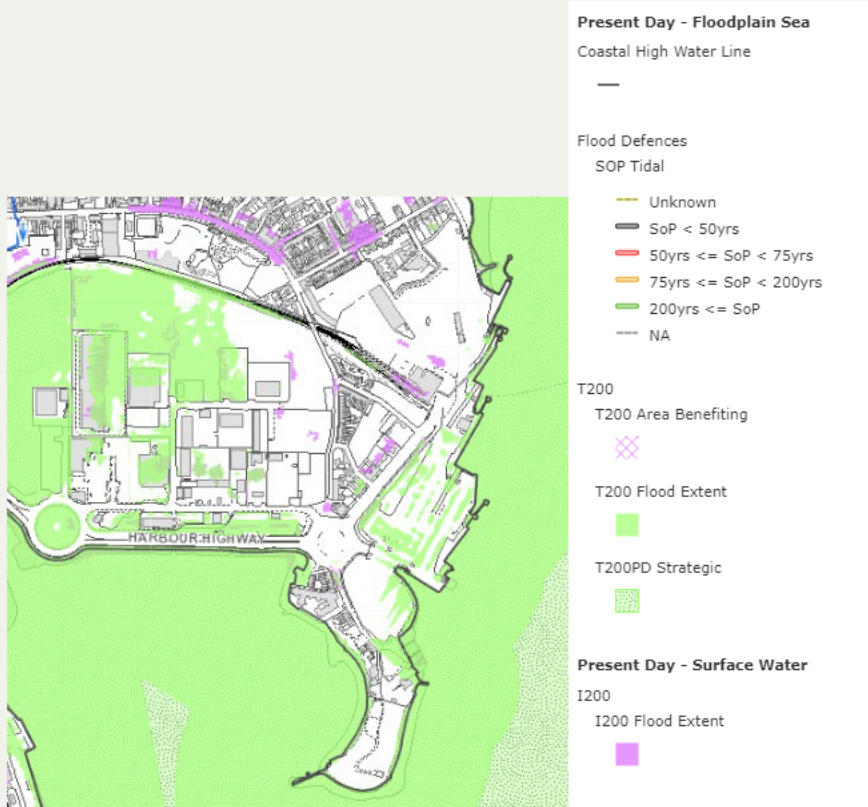 Present Day - Floodplain Sea
Coastal High Water Line
Flood Defences
SOP Tidal
Unknown
SoP < 50yrs
50yrs <= SoP < 75yrs
75yrs <= SoP < 200yrs
200yrs <= SoP
NA
T200
T200 Area Benefiting
T200 Flood Extent
T200PD Strategic
Present Day - Surface Water
I200
I200 Flood Extent
HARBOUR HIGHWAY